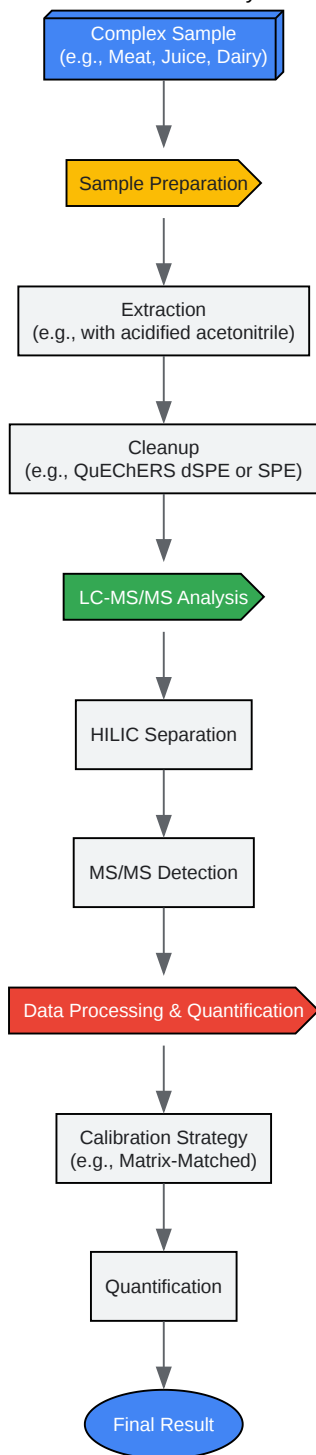 Complex Sample
(e.g., Meat, Juice, Dairy)
Sample Preparation
Extraction
(e.g., with acidified acetonitrile)
Cleanup
(e.g., QuEChERS dSPE or SPE)
LC-MS/MS Analysis
HILIC Separation
MS/MS Detection
Data Processing & Quantification
Calibration Strategy
(e.g., Matrix-Matched)
Quantification
Final Result